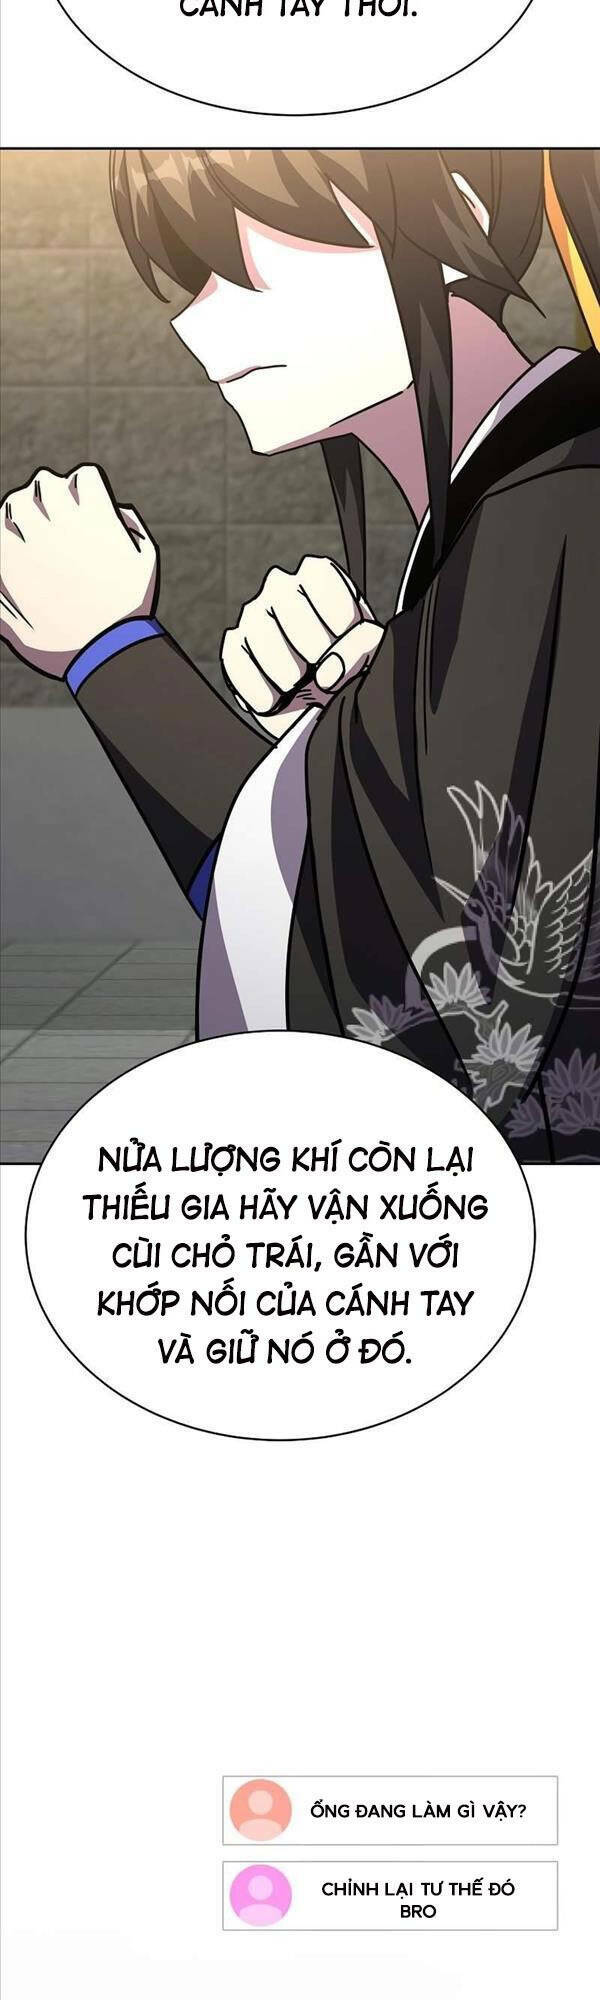 CÁNH TAY THÔI.
NỬA LƯỢNG KHÍ CÒN LẠI
THIẾU GIA HÃY VẬN XUỐNG
CÙI CHỎ TRÁI, GẦN VỚI
KHỚP NỐI CỦA CÁNH TAY
VÀ GIỮ NÓ Ở ĐÓ.
ỔNG ĐANG LÀM GÌ VẬY?
CHỈNH LẠI TƯ THẾ ĐÓ
BRO